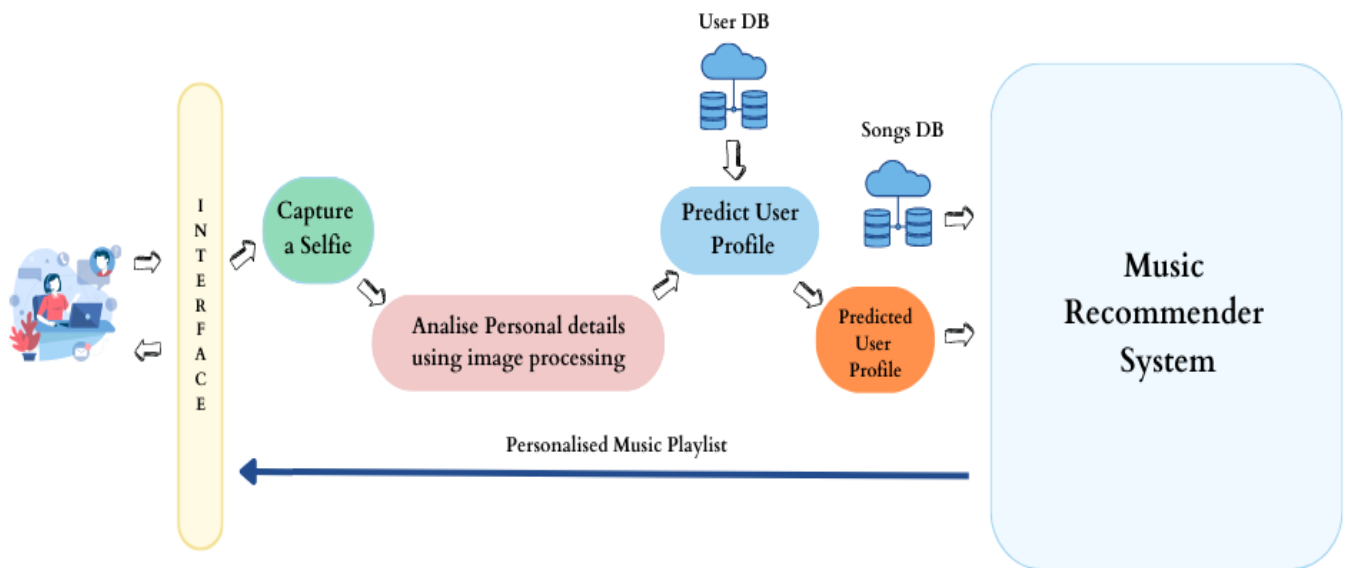 User DB
Songs DB
INTERFACE
Capture
a Selfie
Predict User
Profile
Analise Personal details
using image processing
Predicted
User
Profile
Music
Recommender
System
Personalised Music Playlist